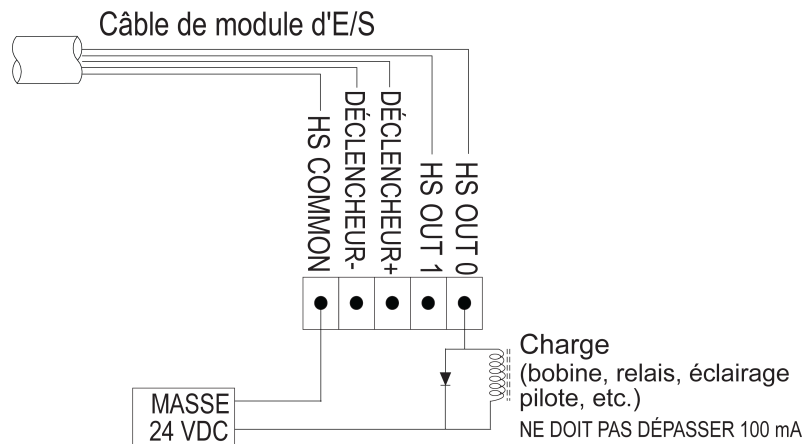 Câble de module d'E/S
HS COMMON
DÉCLENCHEUR-
DÉCLENCHEUR+
HS OUT 1
HS OUT 0
Charge
(bobine, relais, éclairage
pilote, etc.)
NE DOIT PAS DÉPASSER 100 mA
MASSE
24 VDC